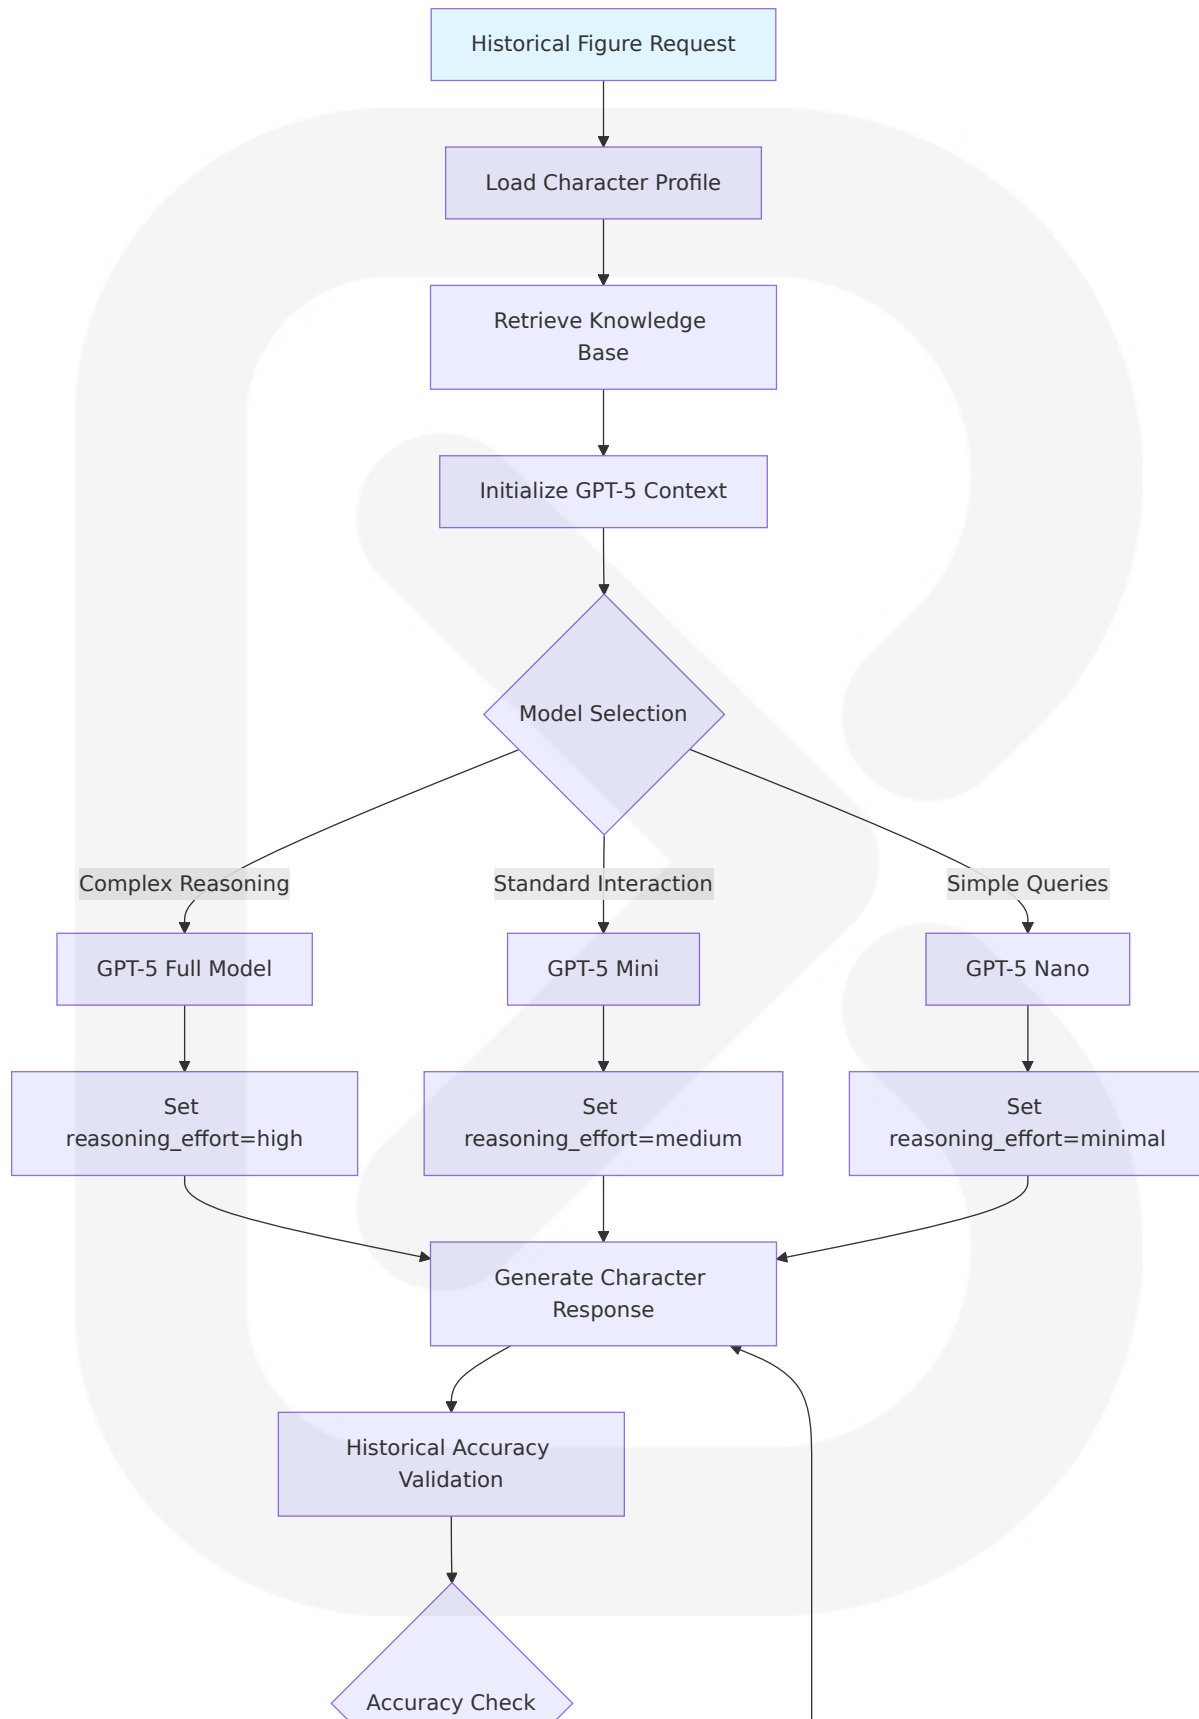 Historical Figure Request
Load Character Profile
Retrieve Knowledge
Base
Initialize GPT-5 Context
Model Selection
Complex Reasoning
Standard Interaction
Simple Queries
GPT-5 Full Model
GPT-5 Mini
GPT-5 Nano
Set
reasoning_effort=high
Set
reasoning_effort=medium
Set
reasoning_effort=minimal
Generate Character
Response
Historical Accuracy
Validation
Accuracy Check